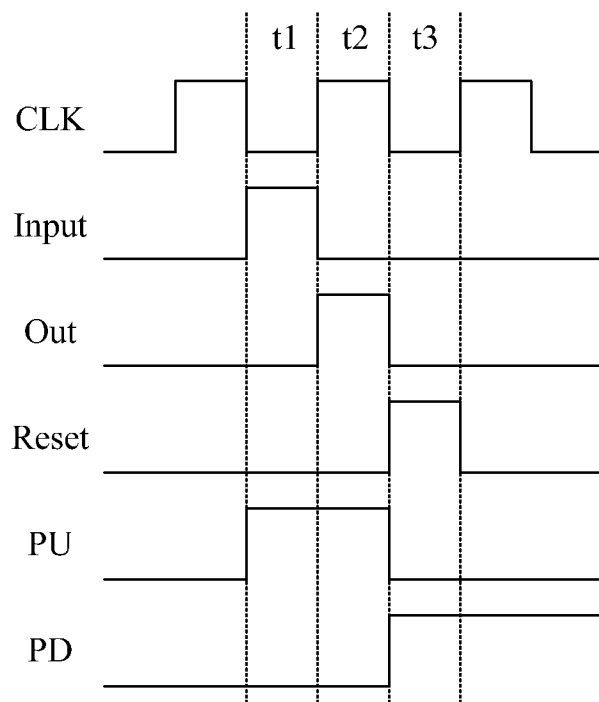 t1 t2 t3
CLK
Input
Out
Reset
PU
PD